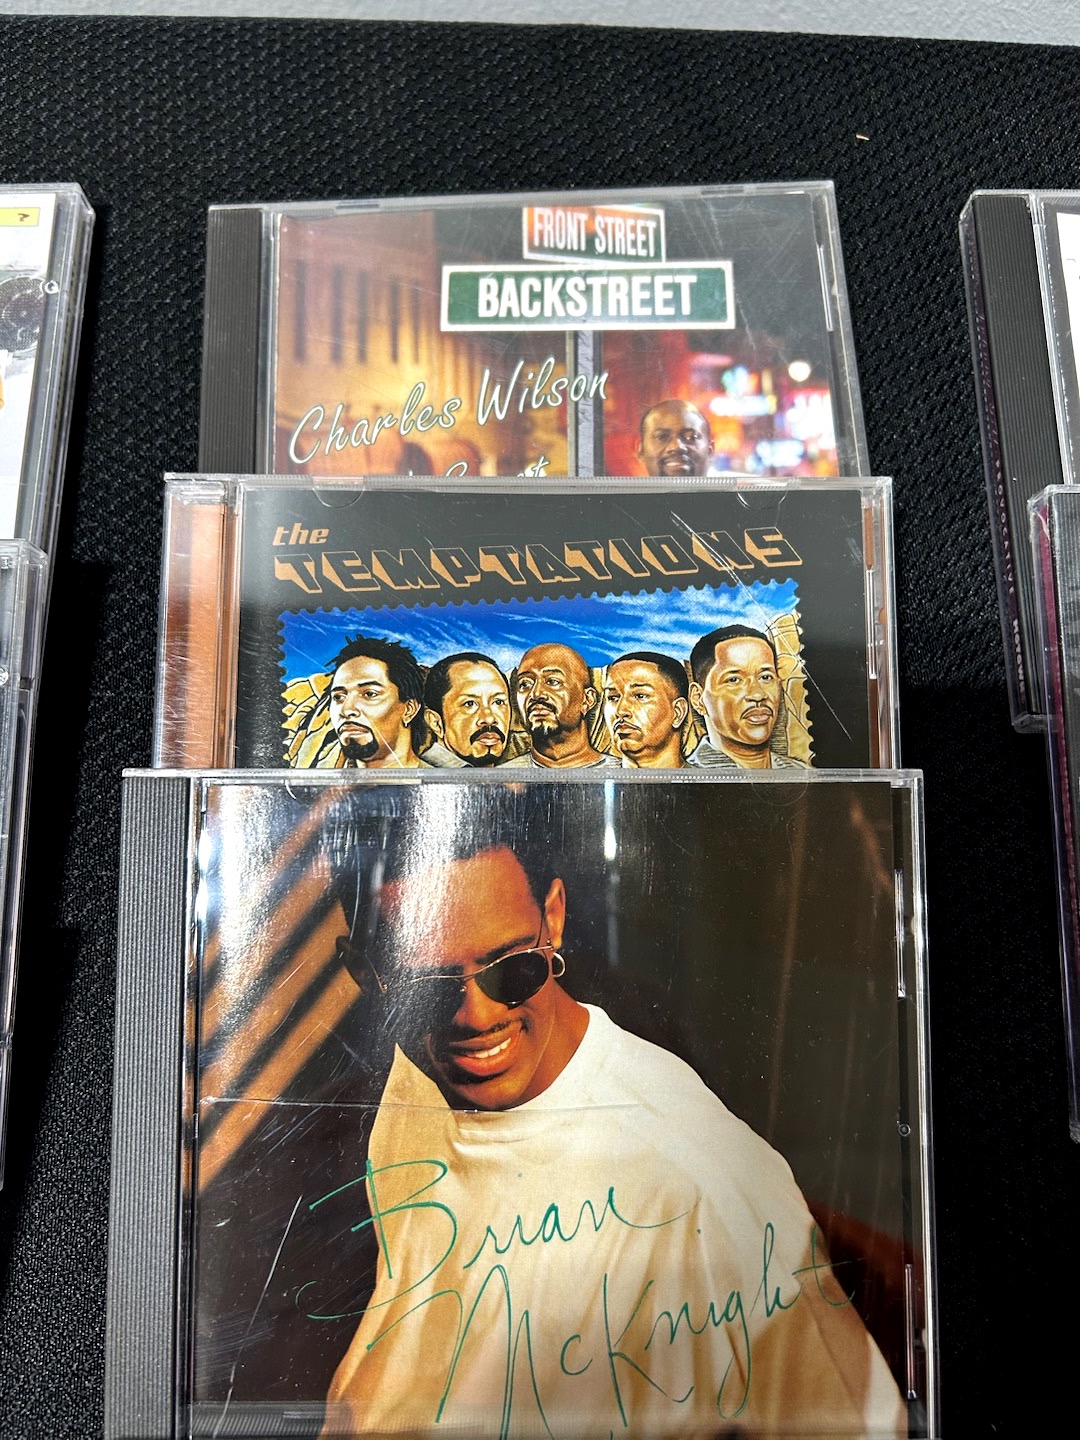 FRONT STREET
BACKSTREET
Charles Wilson
the
TEMPTATIONS
Brian
McKnight